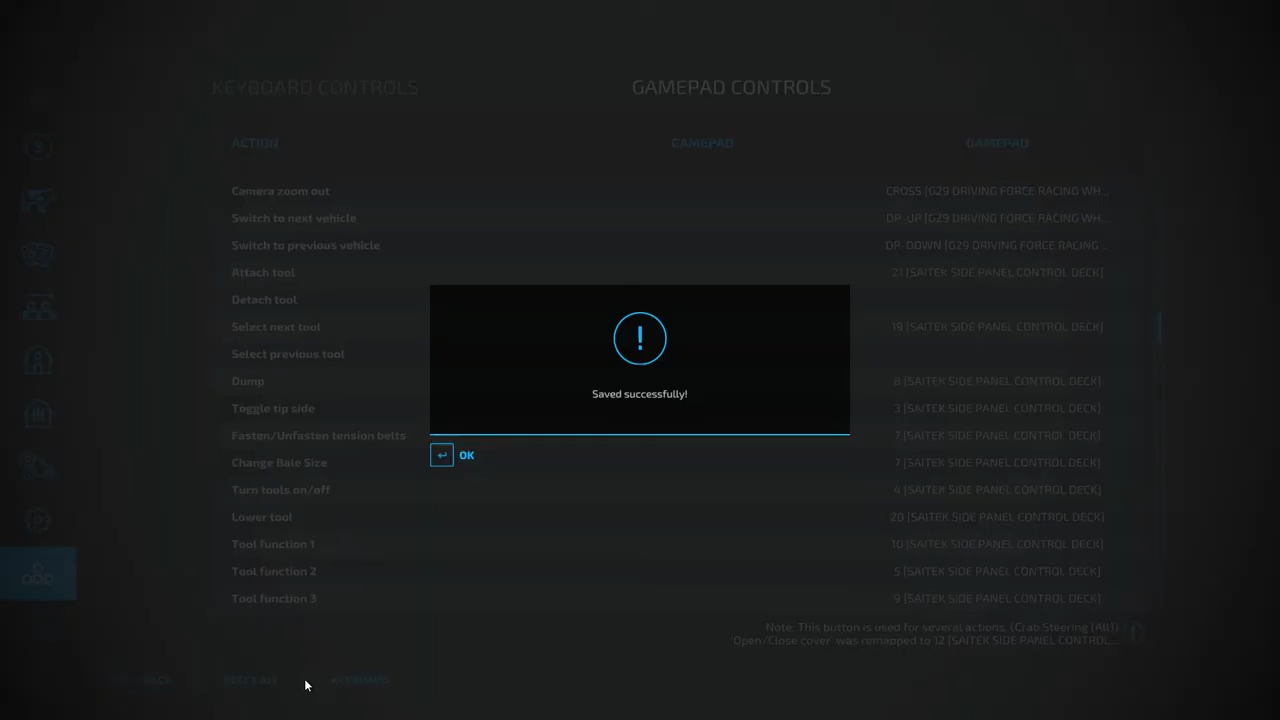 KEYBOARD CONTROLS GAMEPAD CONTROLS
ACTION GAMEPAD GAMEPAD
Camera zoom out CROSS [G29 DRIVING FORCE RACING WH...
Switch to next vehicle DP-UP [G29 DRIVING FORCE RACING WH...
Switch to previous vehicle DP-DOWN [G29 DRIVING FORCE RACING ...
Attach tool 21 [SAITEK SIDE PANEL CONTROL DECK]
Detach tool
Select next tool 19 [SAITEK SIDE PANEL CONTROL DECK]
Select previous tool
Dump 8 [SAITEK SIDE PANEL CONTROL DECK]
Toggle tip side 3 [SAITEK SIDE PANEL CONTROL DECK]
Fasten/Unfasten tension belts 7 [SAITEK SIDE PANEL CONTROL DECK]
Change Bale Size 7 [SAITEK SIDE PANEL CONTROL DECK]
Turn tools on/off 4 [SAITEK SIDE PANEL CONTROL DECK]
Lower tool 20 [SAITEK SIDE PANEL CONTROL DECK]
Tool function 1 10 [SAITEK SIDE PANEL CONTROL DECK]
Tool function 2 5 [SAITEK SIDE PANEL CONTROL DECK]
Tool function 3 9 [SAITEK SIDE PANEL CONTROL DECK]
Saved successfully!
OK
Note: This button is used for several actions. (Crab Steering (All))
'Open/Close cover' was remapped to 12 [SAITEK SIDE PANEL CONTROL...
BACK RESET ALL KEYBOARD